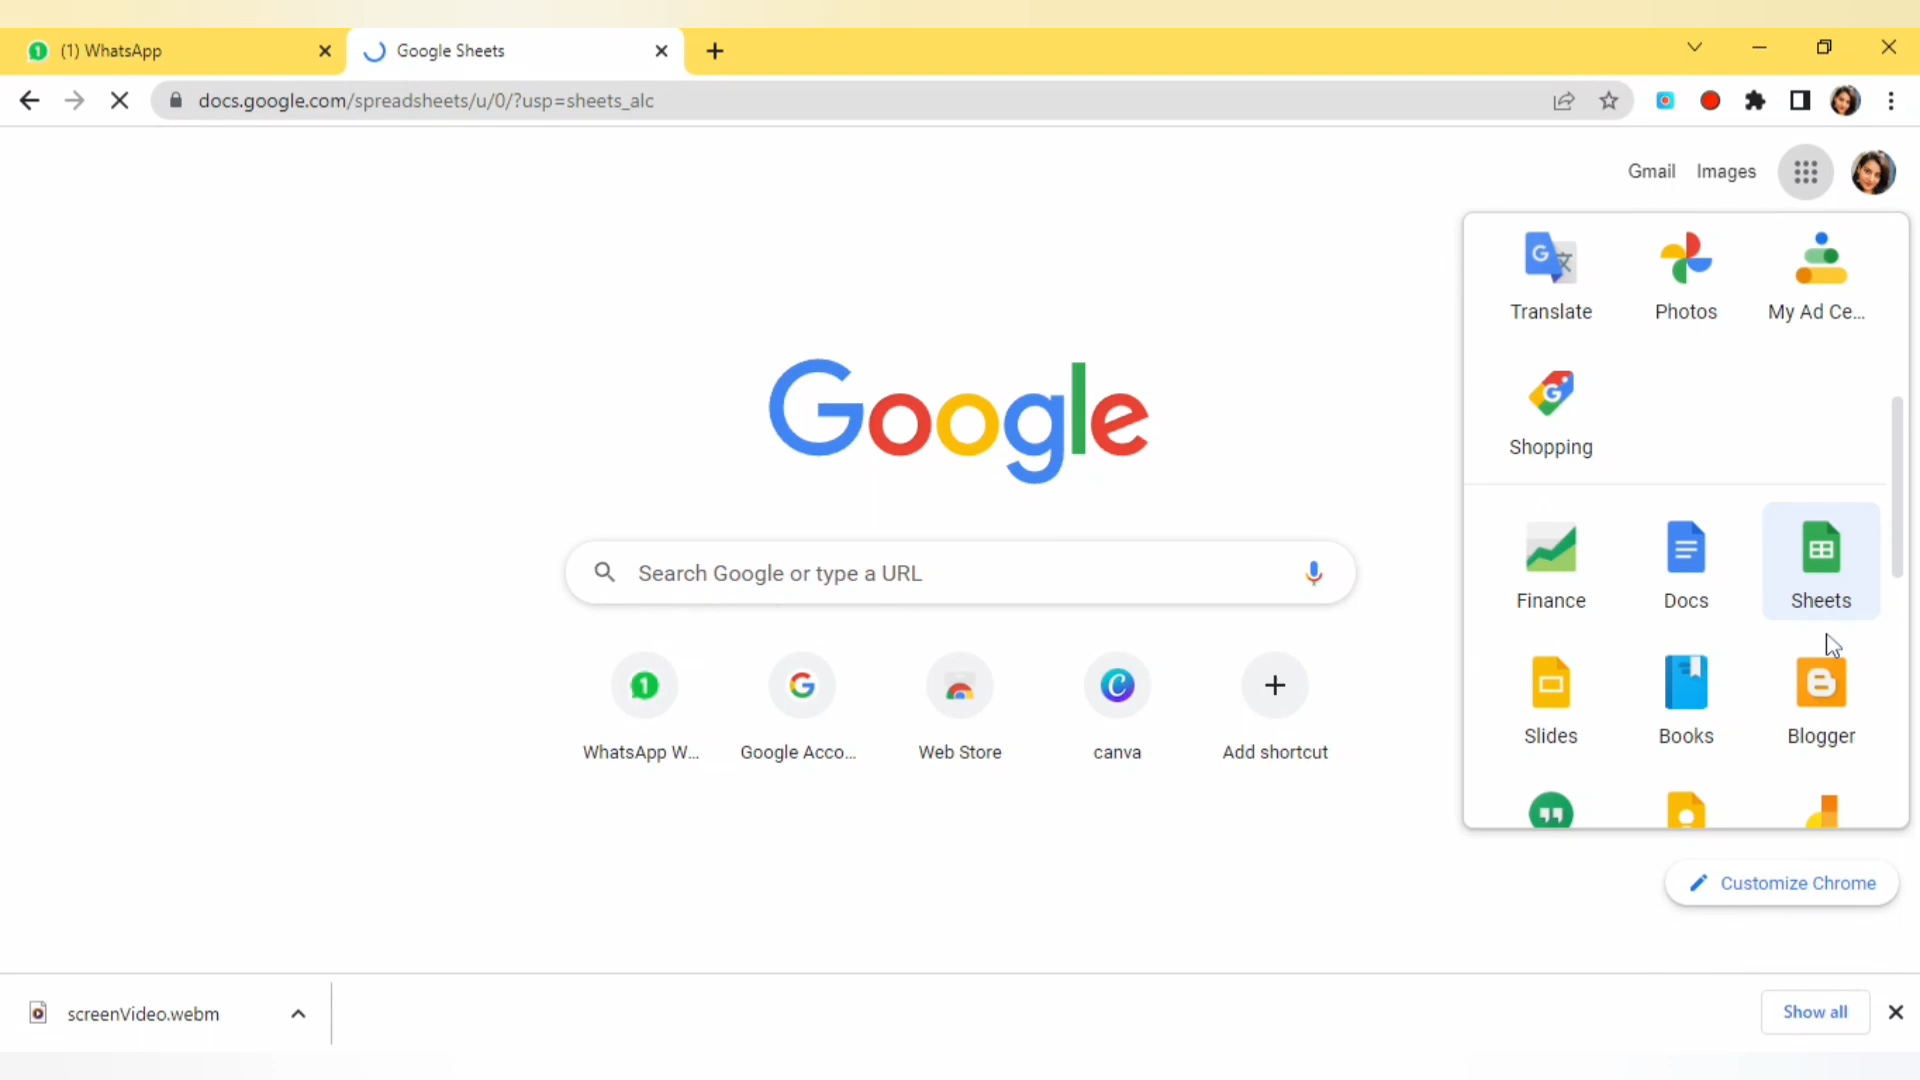 (1) WhatsApp
Google Sheets
docs.google.com/spreadsheets/u/0/?usp=sheets_alc
Gmail Images
Translate Photos My Ad Ce...
Shopping
Google
Search Google or type a URL
Finance Docs Sheets
Slides Books Blogger
WhatsApp W... Google Acco... Web Store canva Add shortcut
Customize Chrome
screenVideo.webm
Show all